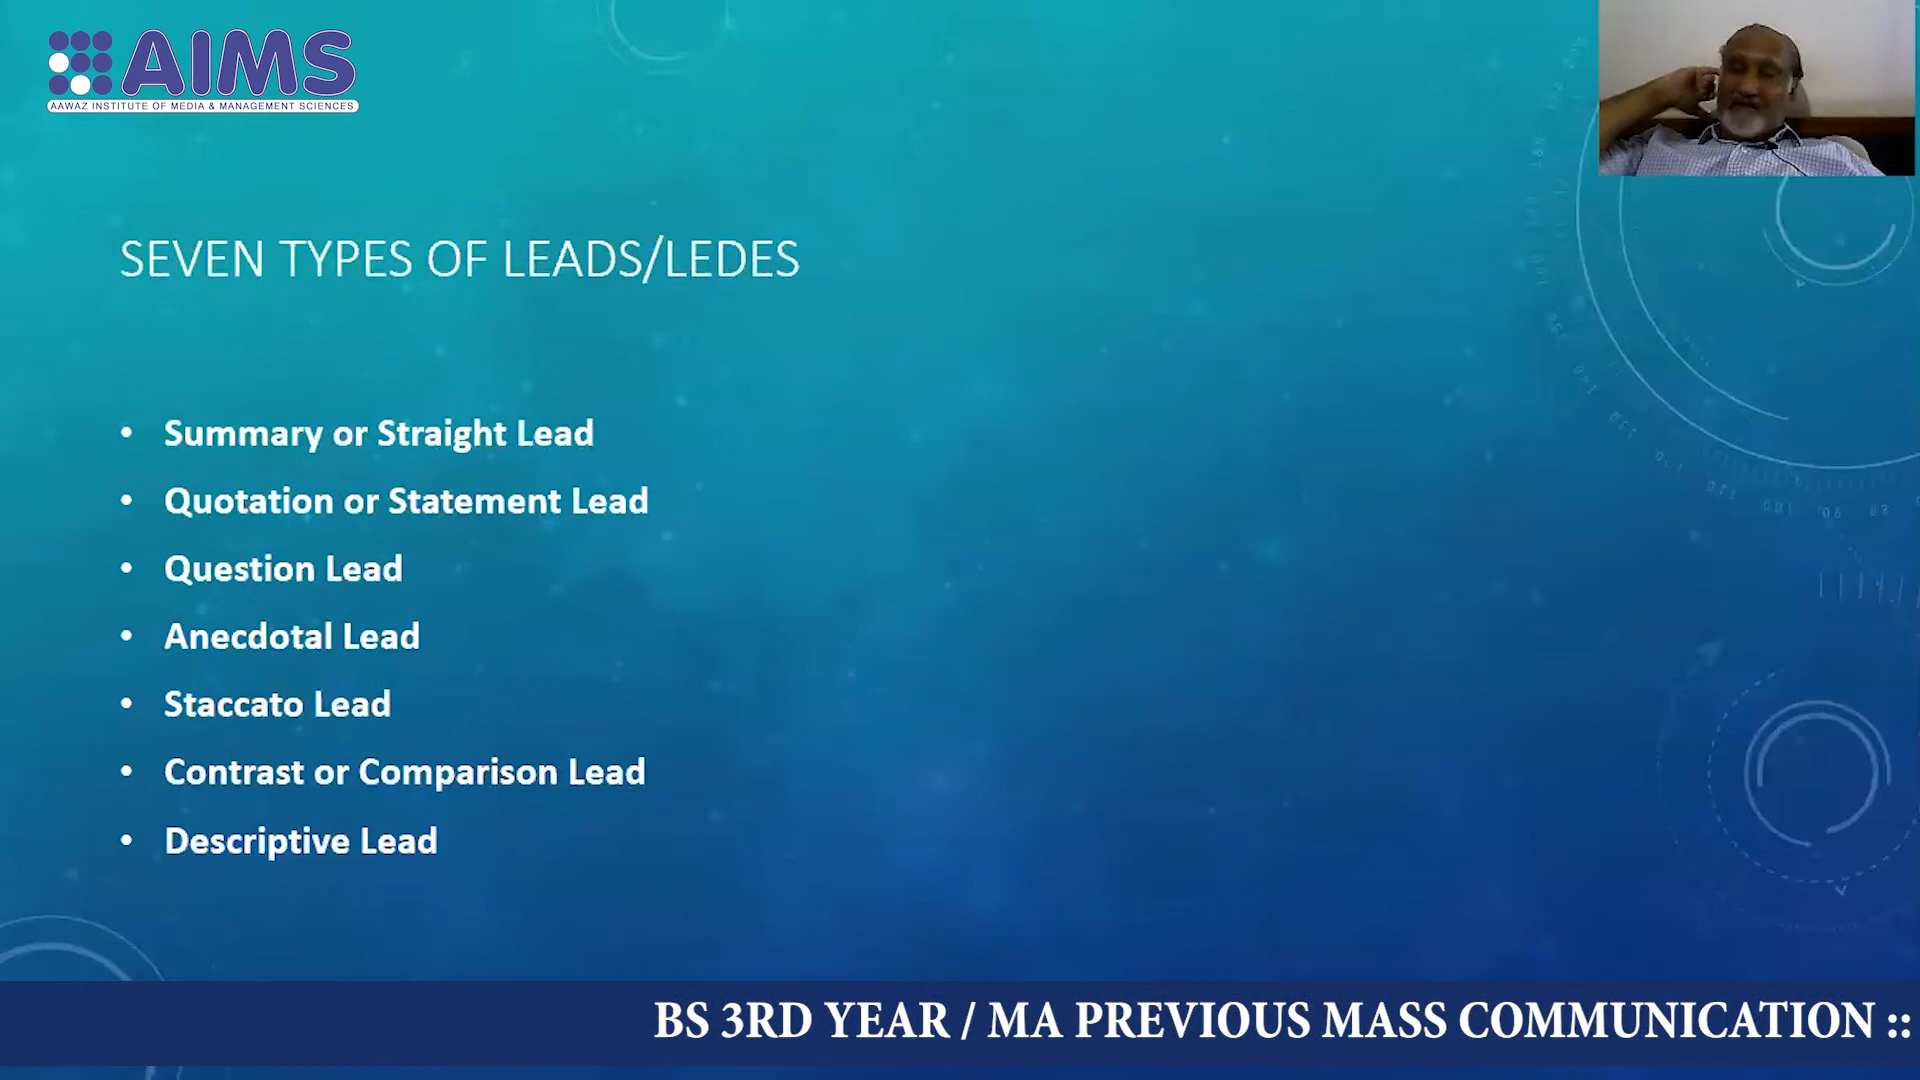 AIMS
AAWAZ INSTITUTE OF MEDIA & MANAGEMENT SCIENCES
SEVEN TYPES OF LEADS/LEDES
• Summary or Straight Lead
• Quotation or Statement Lead
• Question Lead
• Anecdotal Lead
• Staccato Lead
• Contrast or Comparison Lead
• Descriptive Lead
BS 3RD YEAR / MA PREVIOUS MASS COMMUNICATION ::